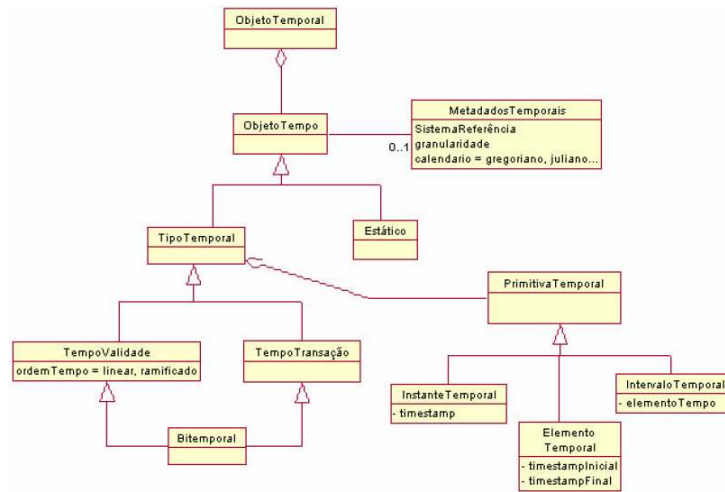 ObjetoTemporal
ObjetoTempo
MetadadosTemporais
SistemaReferência
granularidade
calendario = gregoriano, juliano...
0..1
TipoTemporal
Estático
PrimitivaTemporal
TempoValidade
ordemTempo = linear, ramificado
TempoTransação
Bitemporal
InstanteTemporal
- timestamp
Elemento
Temporal
- timestampInicial
- timestampFinal
IntervaloTemporal
- elementoTempo